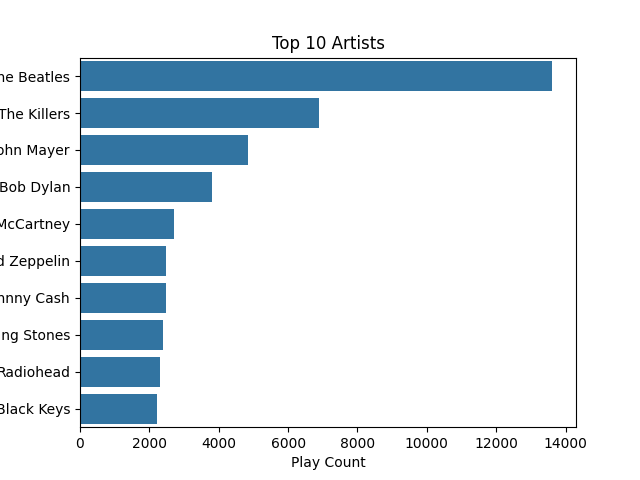 Top 10 Artists
he Beatles
The Killers
ohn Mayer
Bob Dylan
McCartney
d Zeppelin
hnny Cash
ng Stones
Radiohead
Black Keys
0 2000 4000 6000 8000 10000 12000 14000
Play Count